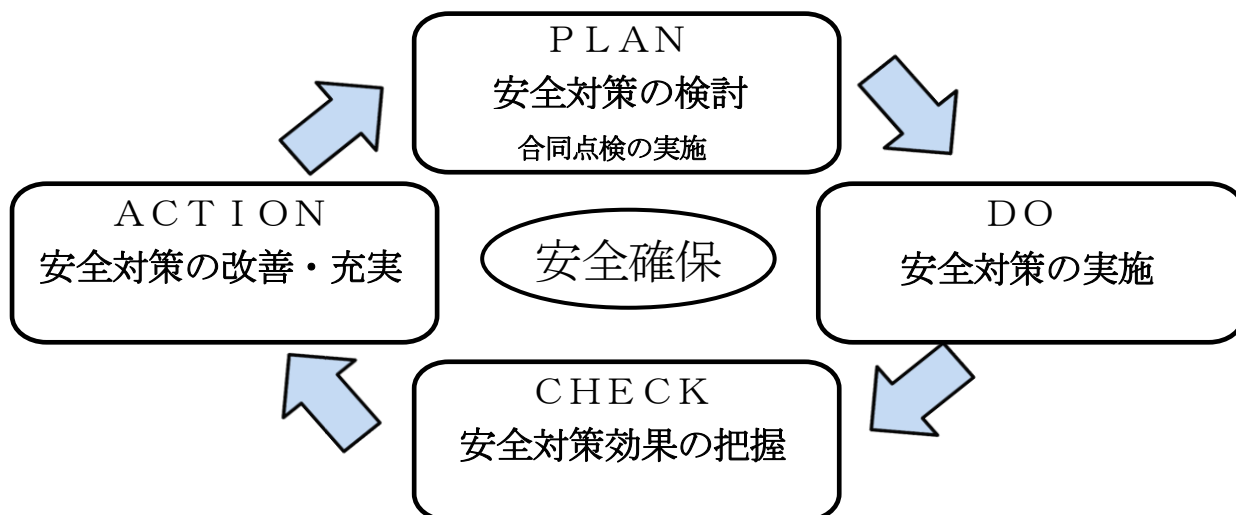 ＰＬＡＮ
安全対策の検討
合同点検の実施
ＡＣＴＩＯＮ
安全対策の改善・充実
安全確保
ＤＯ
安全対策の実施
ＣＨＥＣＫ
安全対策効果の把握